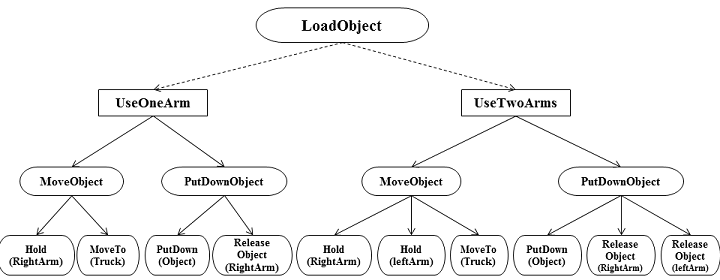 LoadObject
UseOneArm
UseTwoArms
MoveObject
PutDownObject
MoveObject
PutDownObject
Hold
(RightArm)
MoveTo
(Truck)
PutDown
(Object)
Release
Object
(RightArm)
Hold
(RightArm)
Hold
(leftArm)
MoveTo
(Truck)
PutDown
(Object)
Release
Object
(RightArm)
Release
Object
(leftArm)